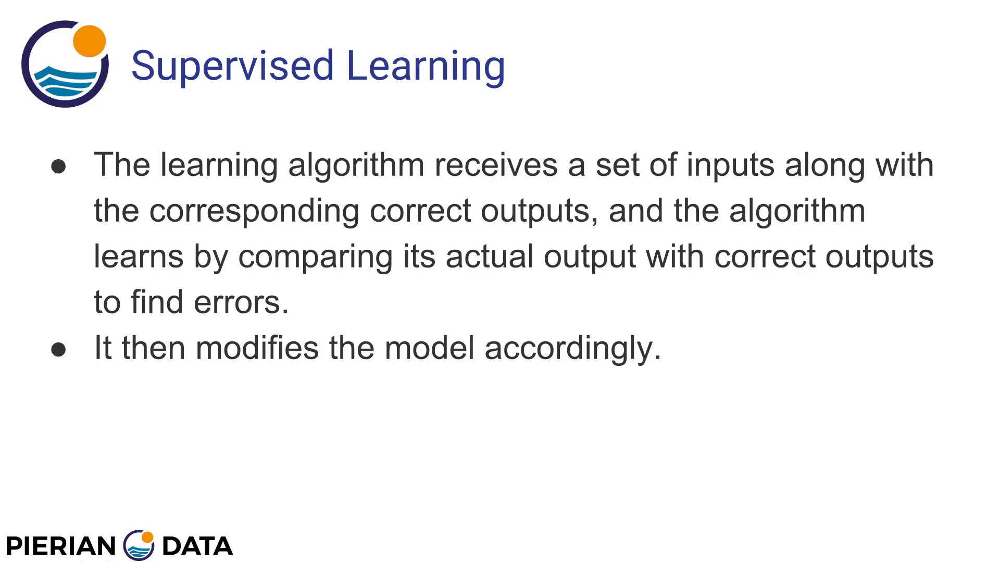 Supervised Learning
● The learning algorithm receives a set of inputs along with
the corresponding correct outputs, and the algorithm
learns by comparing its actual output with correct outputs
to find errors.
● It then modifies the model accordingly.
PIERIAN DATA